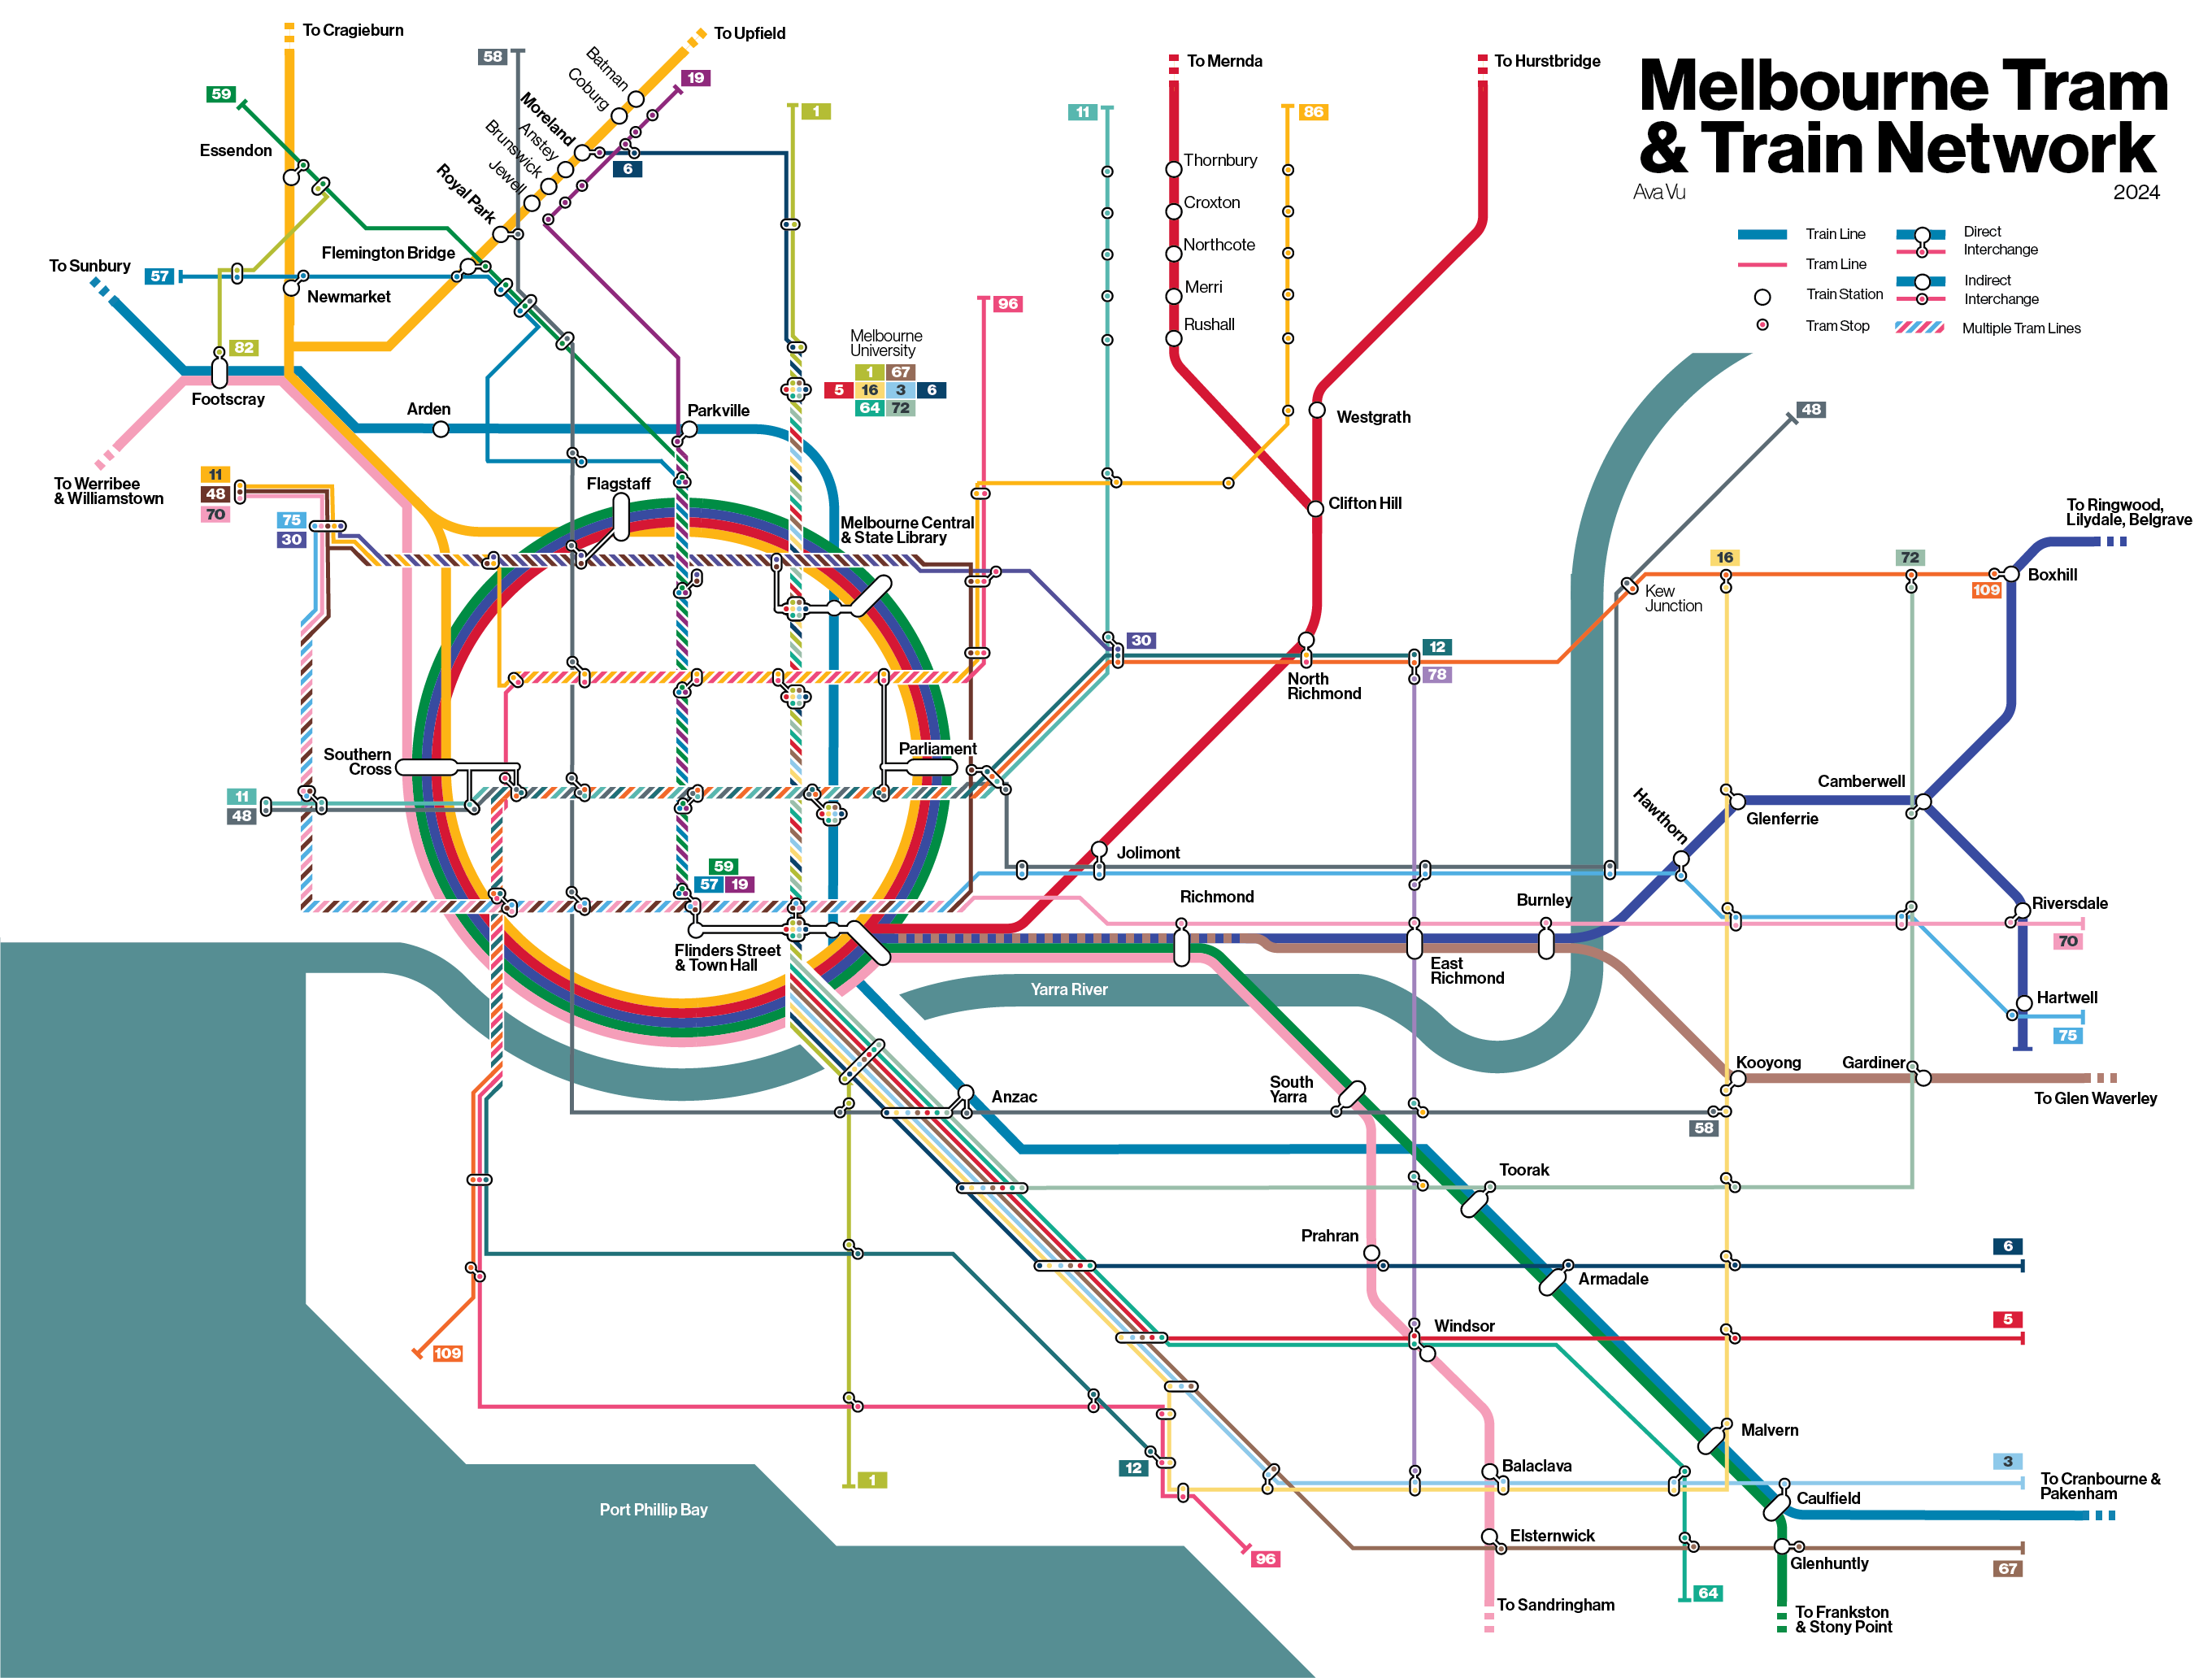 Melbourne Tram
& Train Network
Ava Vu
2024
Train Line
Tram Line
Train Station
Tram Stop
Direct
Interchange
Indirect
Interchange
Multiple Tram Lines
To Cragieburn
To Upfield
To Mernda
To Hurstbridge
58
Batman
Coburg
Moreland
Anstey
Brunswick
Jewell
Royal Park
19
59
1
11
86
Essendon
6
Thornbury
Croxton
Northcote
Merri
Rushall
Flemington Bridge
To Sunbury
57
Newmarket
96
82
Melbourne
University
1
67
5
16
3
6
64
72
Footscray
Arden
Parkville
Westgrath
48
To Werribee
& Williamstown
11
48
70
75
30
Flagstaff
Melbourne Central
& State Library
Clifton Hill
To Ringwood,
Lilydale, Belgrave
16
72
Boxhill
109
Kew
Junction
30
12
78
North
Richmond
Southern
Cross
Parliament
11
48
Camberwell
Hawthorn
Glenferrie
Jolimont
59
57
19
Richmond
Burnley
Riversdale
70
Flinders Street
& Town Hall
East
Richmond
Yarra River
Hartwell
75
Kooyong
Gardiner
South
Yarra
Anzac
To Glen Waverley
58
Toorak
Prahran
6
Armadale
5
Windsor
109
Malvern
12
1
Balaclava
3
To Cranbourne &
Pakenham
Caulfield
Port Phillip Bay
Elsternwick
96
Glenhuntly
67
64
To Sandringham
To Frankston
& Stony Point